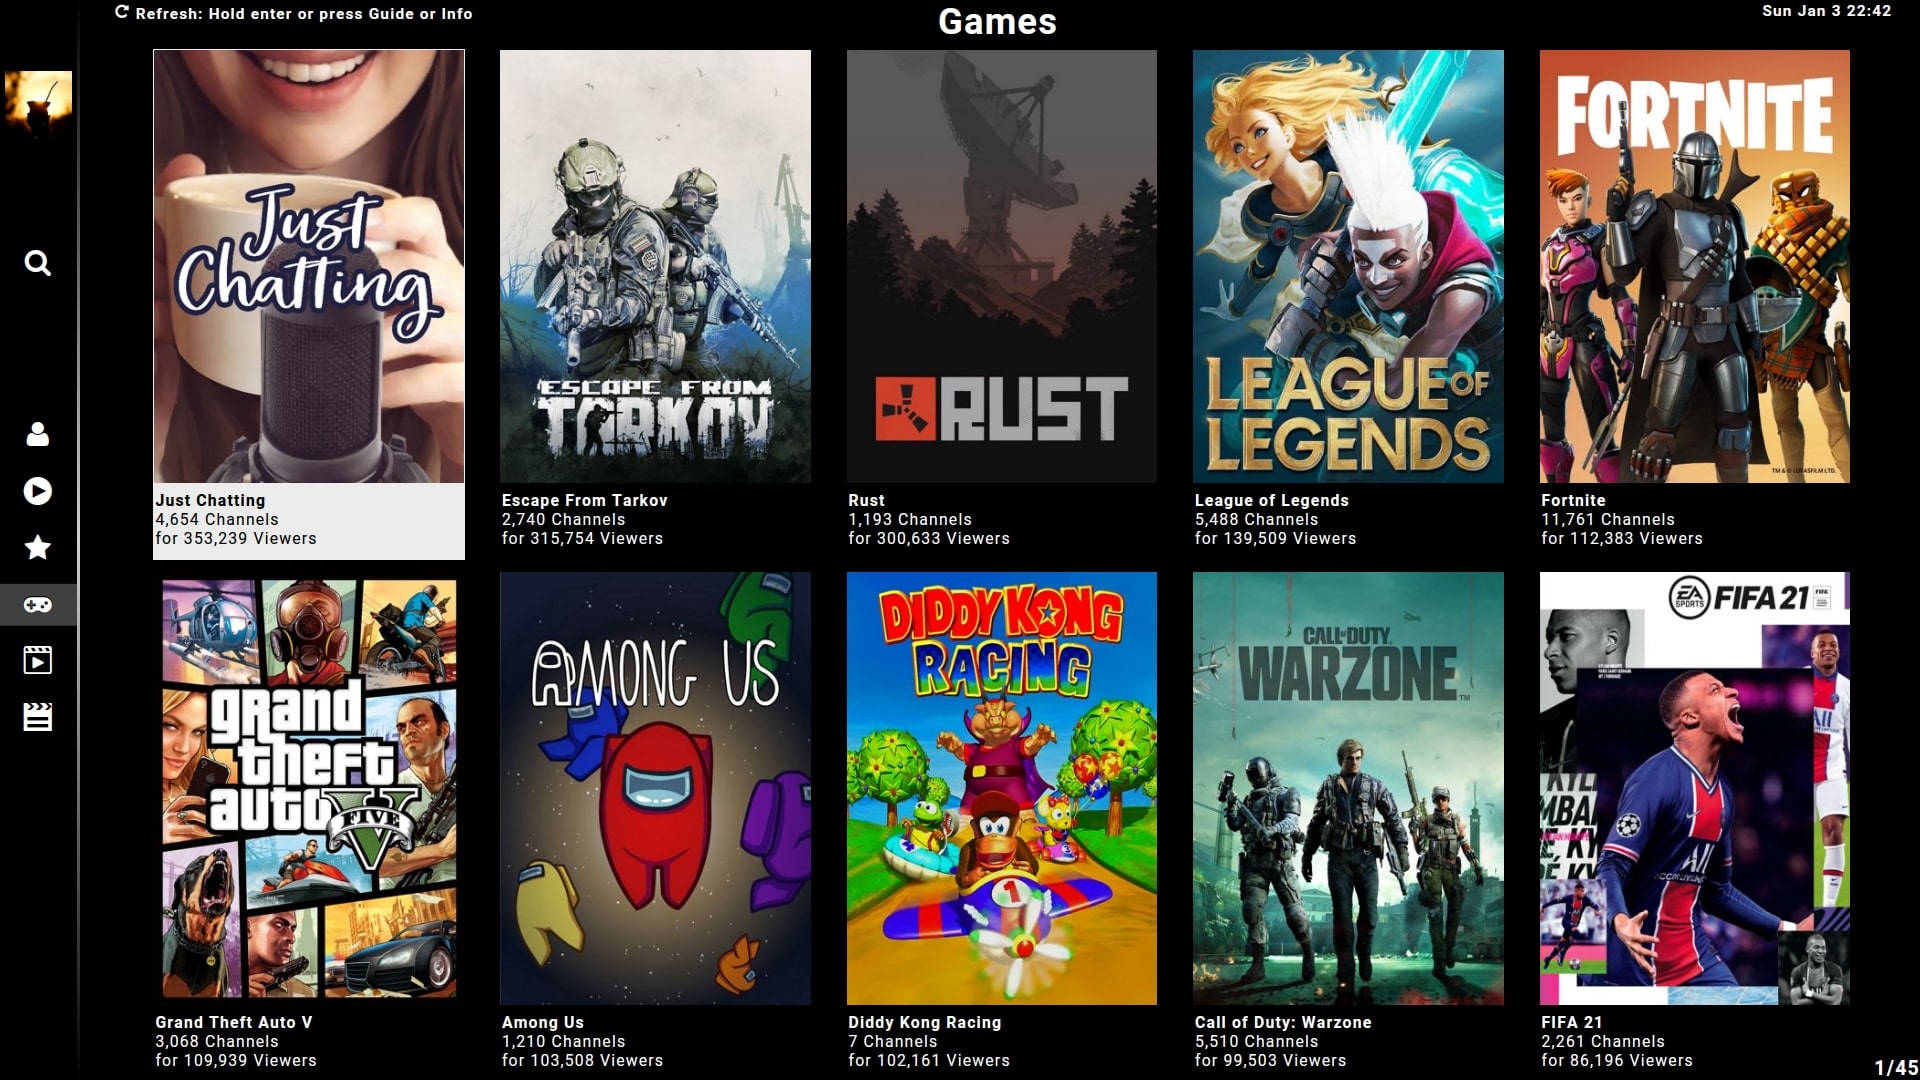 Refresh: Hold enter or press Guide or Info
Games
Sun Jan 3 22:42
Just
Chatting
ESCAPE FROM
TARKOV
RUST
LEAGUE OF
LEGENDS
FORTNITE
TM & © LUCASFILM LTD.
Just Chatting
4,654 Channels
for 353,239 Viewers
Escape From Tarkov
2,740 Channels
for 315,754 Viewers
Rust
1,193 Channels
for 300,633 Viewers
League of Legends
5,488 Channels
for 139,509 Viewers
Fortnite
11,761 Channels
for 112,383 Viewers
grand
theft
auto
FIVE
V
AMONG US
DIDDY KONG
RACING
1
CALL OF DUTY
WARZONE™
EA
SPORTS
FIFA 21
Grand Theft Auto V
3,068 Channels
for 109,939 Viewers
Among Us
1,210 Channels
for 103,508 Viewers
Diddy Kong Racing
7 Channels
for 102,161 Viewers
Call of Duty: Warzone
5,510 Channels
for 99,503 Viewers
FIFA 21
2,261 Channels
for 86,196 Viewers
1/45